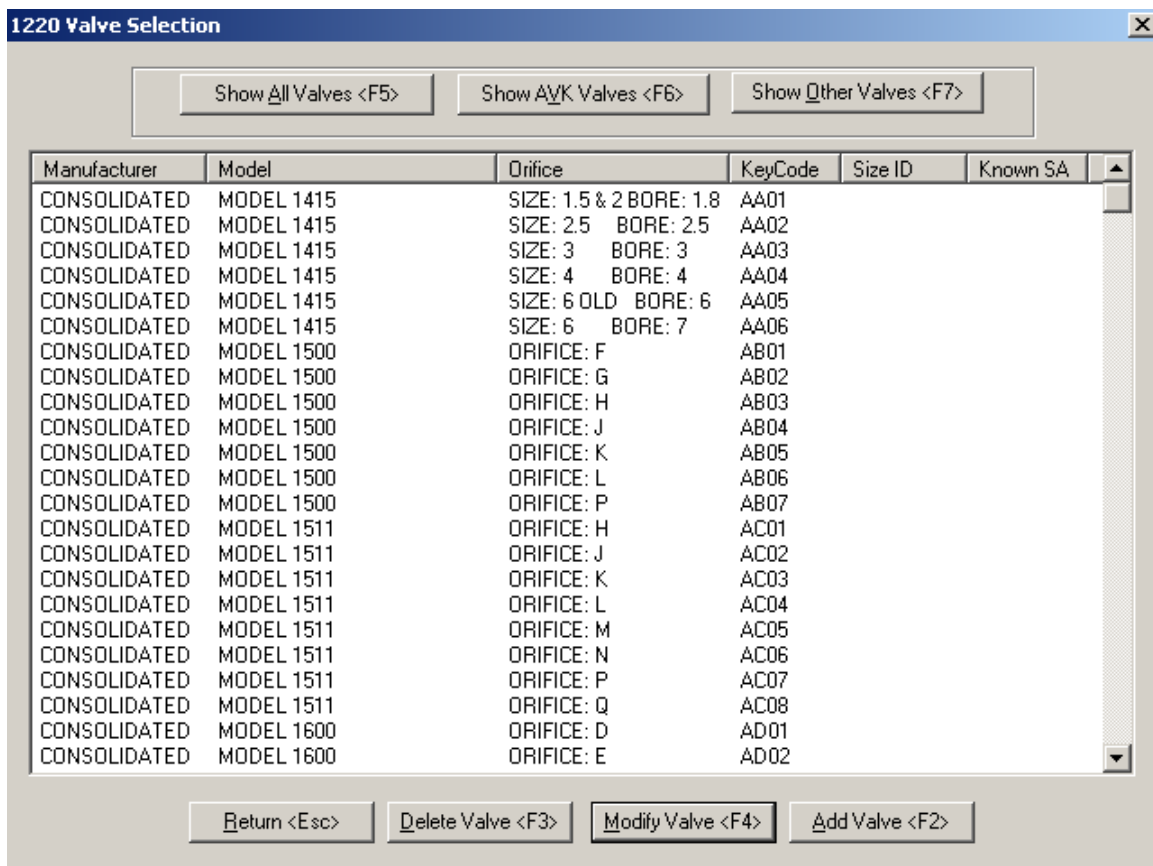 1220 Valve Selection
Show All Valves <F5> Show AVK Valves <F6> Show Other Valves <F7>
Manufacturer Model Orifice KeyCode Size ID Known SA
CONSOLIDATED MODEL 1415 SIZE: 1.5 & 2 BORE: 1.8 AA01
CONSOLIDATED MODEL 1415 SIZE: 2.5 BORE: 2.5 AA02
CONSOLIDATED MODEL 1415 SIZE: 3 BORE: 3 AA03
CONSOLIDATED MODEL 1415 SIZE: 4 BORE: 4 AA04
CONSOLIDATED MODEL 1415 SIZE: 6 OLD BORE: 6 AA05
CONSOLIDATED MODEL 1415 SIZE: 6 BORE: 7 AA06
CONSOLIDATED MODEL 1500 ORIFICE: F AB01
CONSOLIDATED MODEL 1500 ORIFICE: G AB02
CONSOLIDATED MODEL 1500 ORIFICE: H AB03
CONSOLIDATED MODEL 1500 ORIFICE: J AB04
CONSOLIDATED MODEL 1500 ORIFICE: K AB05
CONSOLIDATED MODEL 1500 ORIFICE: L AB06
CONSOLIDATED MODEL 1500 ORIFICE: P AB07
CONSOLIDATED MODEL 1511 ORIFICE: H AC01
CONSOLIDATED MODEL 1511 ORIFICE: J AC02
CONSOLIDATED MODEL 1511 ORIFICE: K AC03
CONSOLIDATED MODEL 1511 ORIFICE: L AC04
CONSOLIDATED MODEL 1511 ORIFICE: M AC05
CONSOLIDATED MODEL 1511 ORIFICE: N AC06
CONSOLIDATED MODEL 1511 ORIFICE: P AC07
CONSOLIDATED MODEL 1511 ORIFICE: Q AC08
CONSOLIDATED MODEL 1600 ORIFICE: D AD01
CONSOLIDATED MODEL 1600 ORIFICE: E AD02
Return <Esc> Delete Valve <F3> Modify Valve <F4> Add Valve <F2>